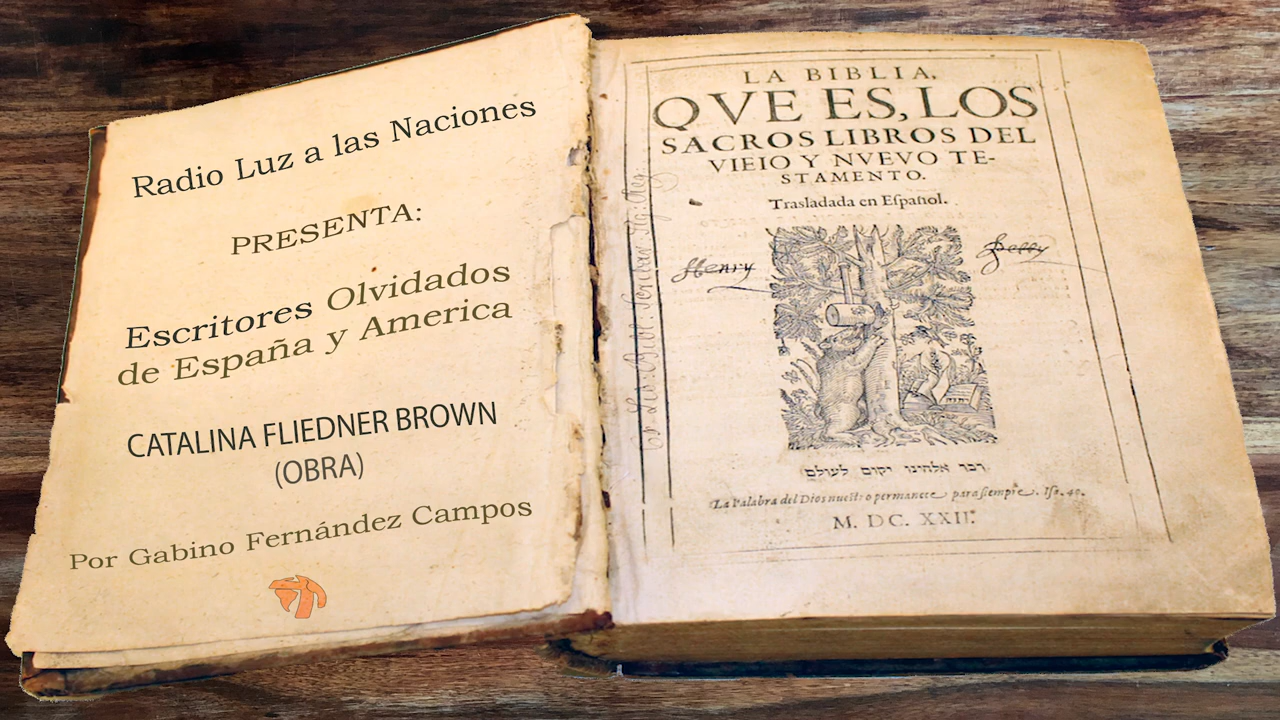 Radio Luz a las Naciones
PRESENTA:
Escritores Olvidados
de España y America
CATALINA FLIEDNER BROWN
(OBRA)
Por Gabino Fernández Campos
LA BIBLIA,
QVE ES, LOS
SACROS LIBROS DEL
VIEIO Y NVEVO TE-
STAMENTO.
Trasladada en Eſpañol.
Henry
דבר אלהינו יקום לעולם
La Palabra del Dios nueſtro permanece para ſiempre. Iſa. 40.
M. DC. XXII.